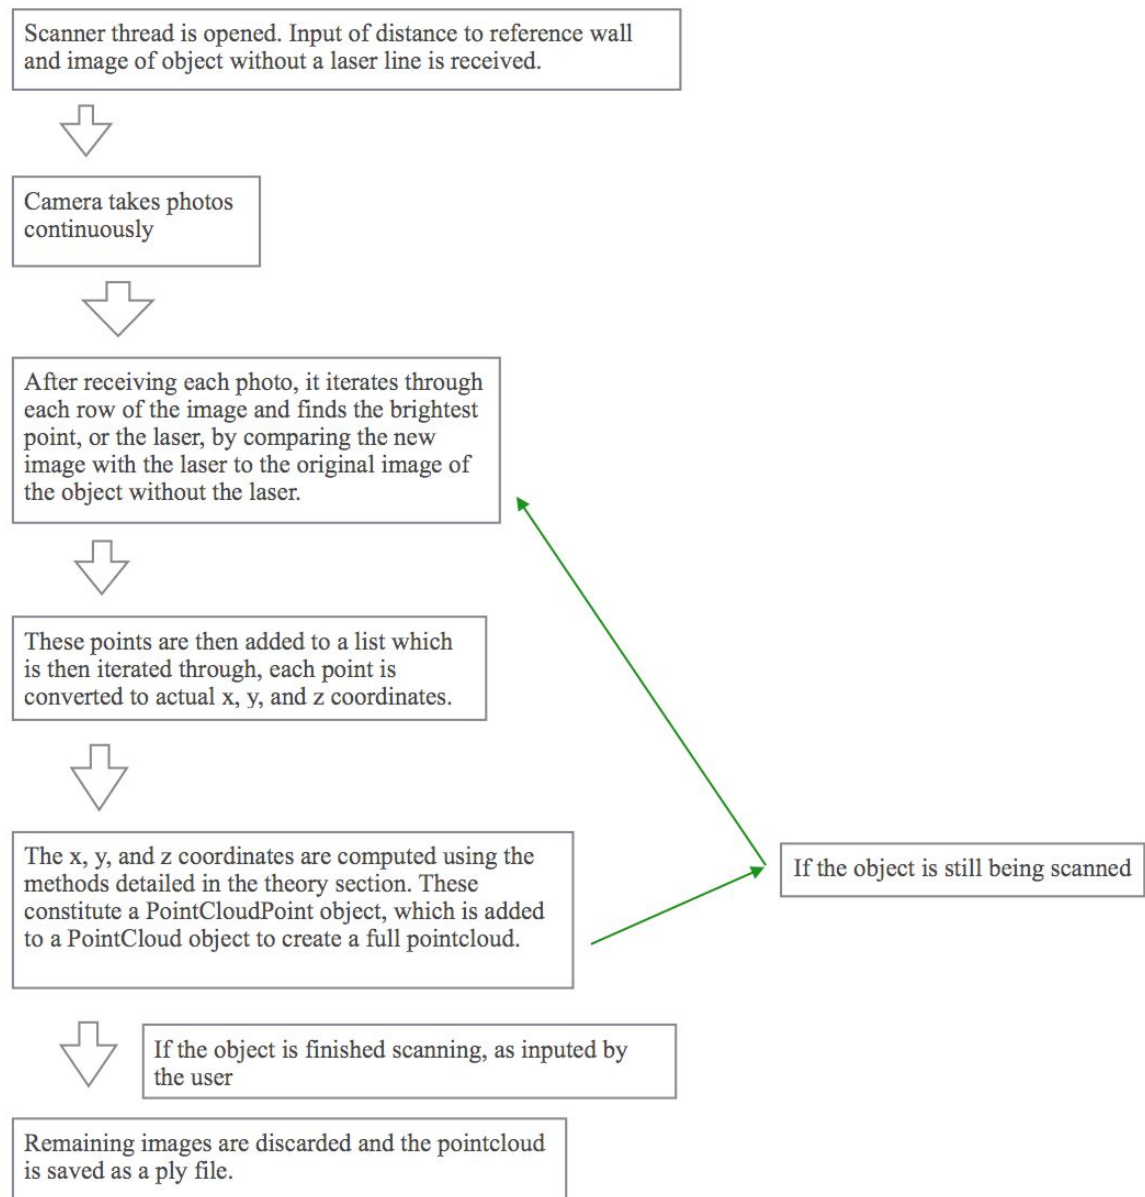 Scanner thread is opened. Input of distance to reference wall
and image of object without a laser line is received.
Camera takes photos
continuously
After receiving each photo, it iterates through
each row of the image and finds the brightest
point, or the laser, by comparing the new
image with the laser to the original image of
the object without the laser.
These points are then added to a list which
is then iterated through, each point is
converted to actual x, y, and z coordinates.
The x, y, and z coordinates are computed using the
methods detailed in the theory section. These
constitute a PointCloudPoint object, which is added
to a PointCloud object to create a full pointcloud.
If the object is still being scanned
If the object is finished scanning, as inputed by
the user
Remaining images are discarded and the pointcloud
is saved as a ply file.